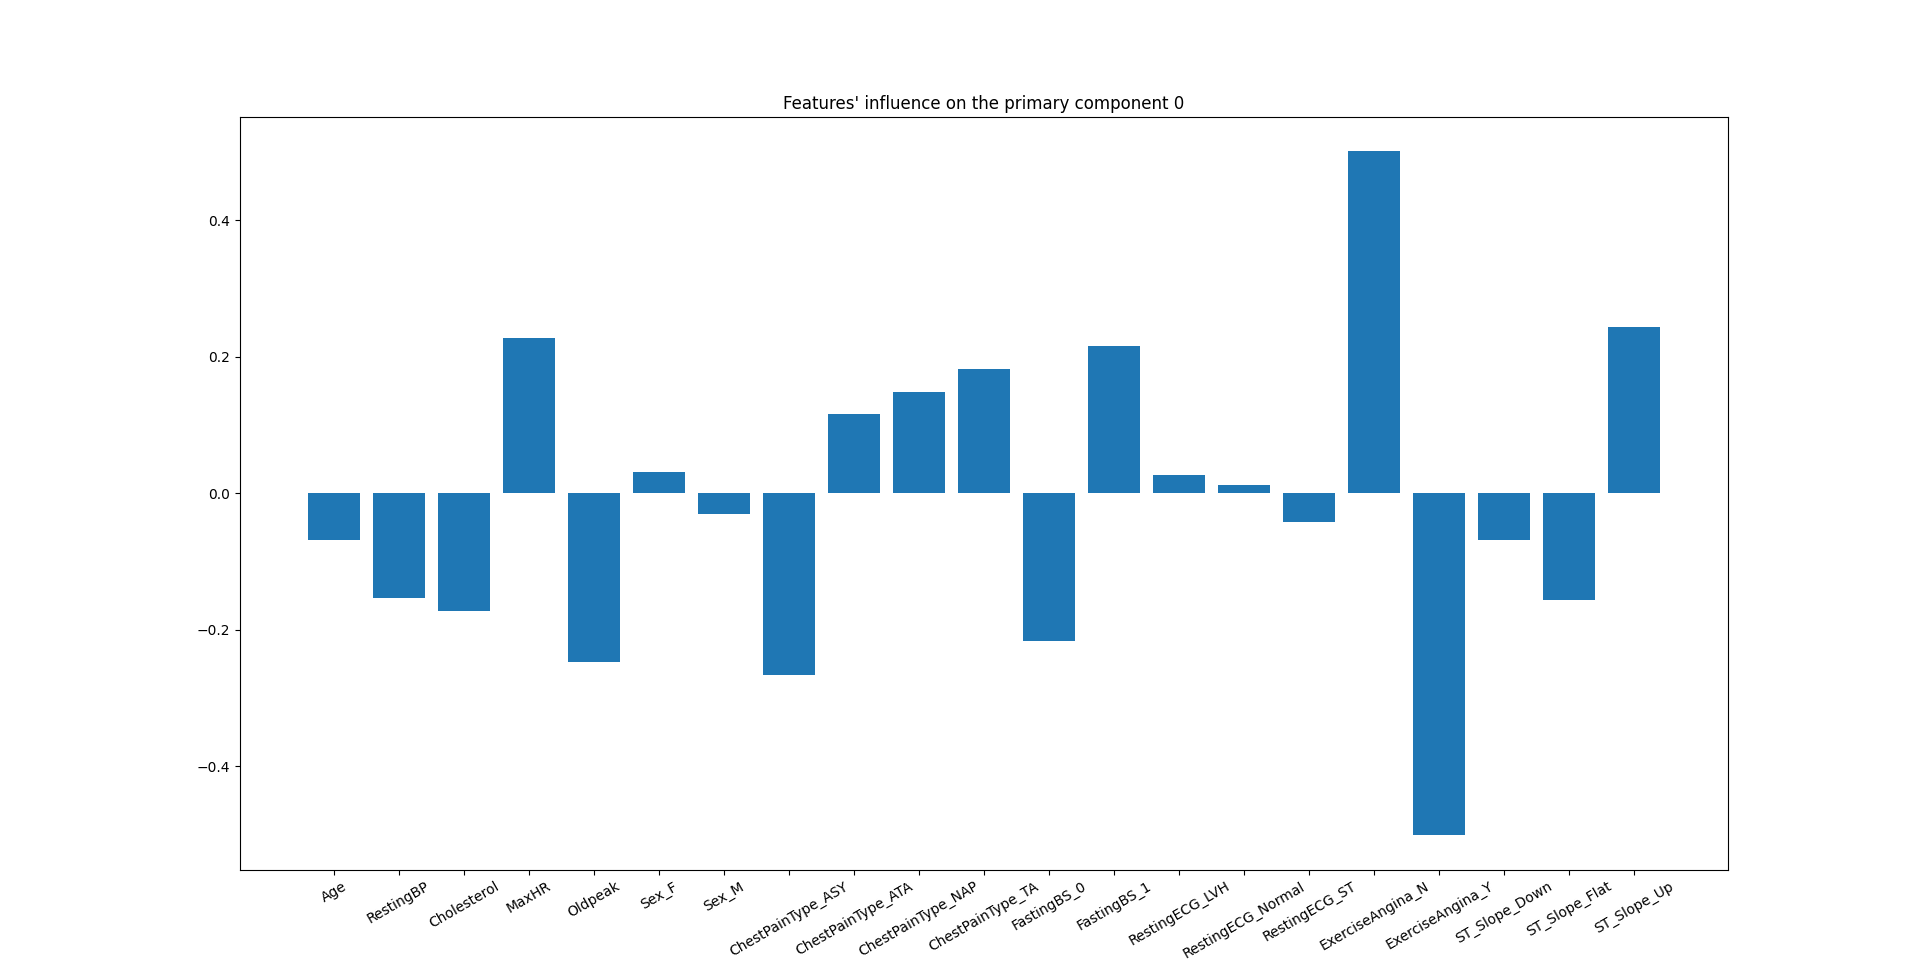 Features' influence on the primary component 0
0.4
0.2
0.0
−0.2
−0.4
Age
RestingBP
Cholesterol
MaxHR
Oldpeak
Sex_F
Sex_M
ChestPainType_ASY
ChestPainType_ATA
ChestPainType_NAP
ChestPainType_TA
FastingBS_0
FastingBS_1
RestingECG_LVH
RestingECG_Normal
RestingECG_ST
ExerciseAngina_N
ExerciseAngina_Y
ST_Slope_Down
ST_Slope_Flat
ST_Slope_Up